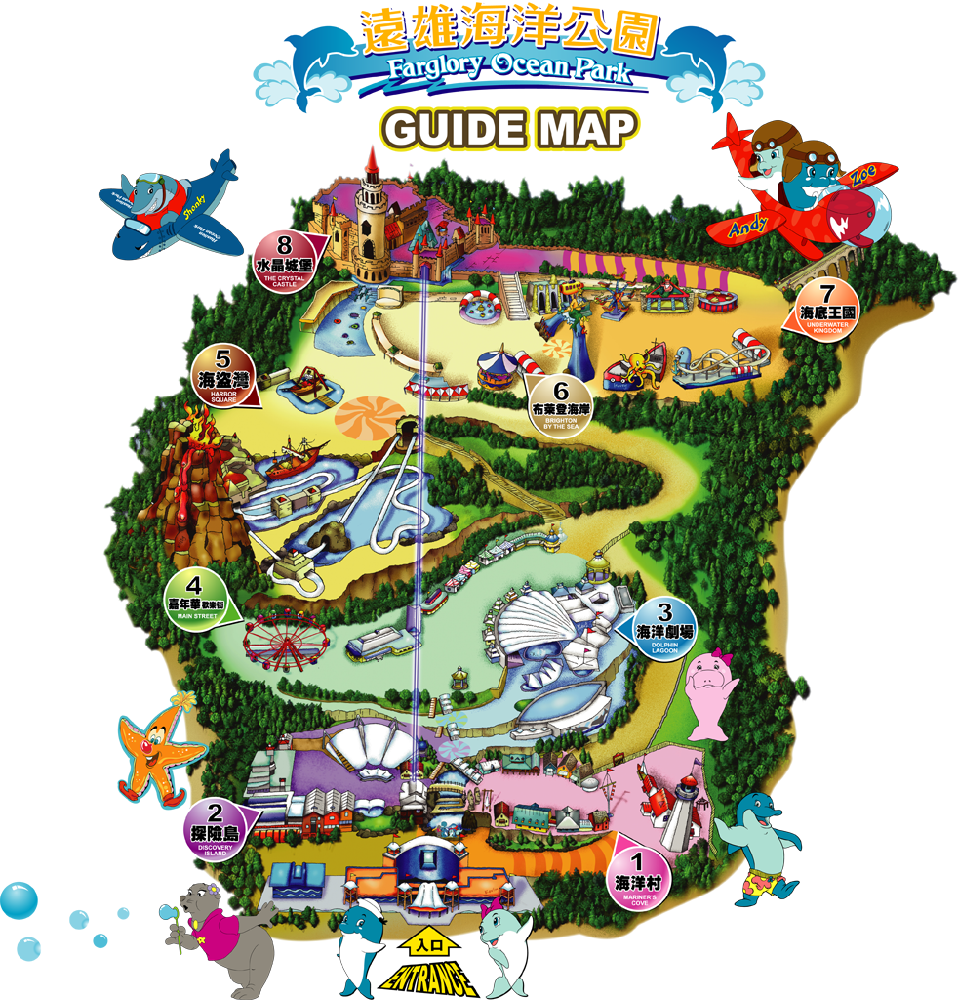 遠雄海洋公園
Farglory Ocean Park
GUIDE MAP
Shonky
Andy
Zoe
8
水晶城堡
THE CRYSTAL
CASTLE
7
海底王國
UNDERWATER
KINGDOM
5
海盜灣
HARBOR
SQUARE
6
布萊登海岸
BRIGHTON
BY THE SEA
4
嘉年華歡樂街
MAIN STREET
3
海洋劇場
DOLPHIN
LAGOON
2
探險島
DISCOVERY
ISLAND
1
海洋村
MARINER'S
COVE
入口
ENTRANCE